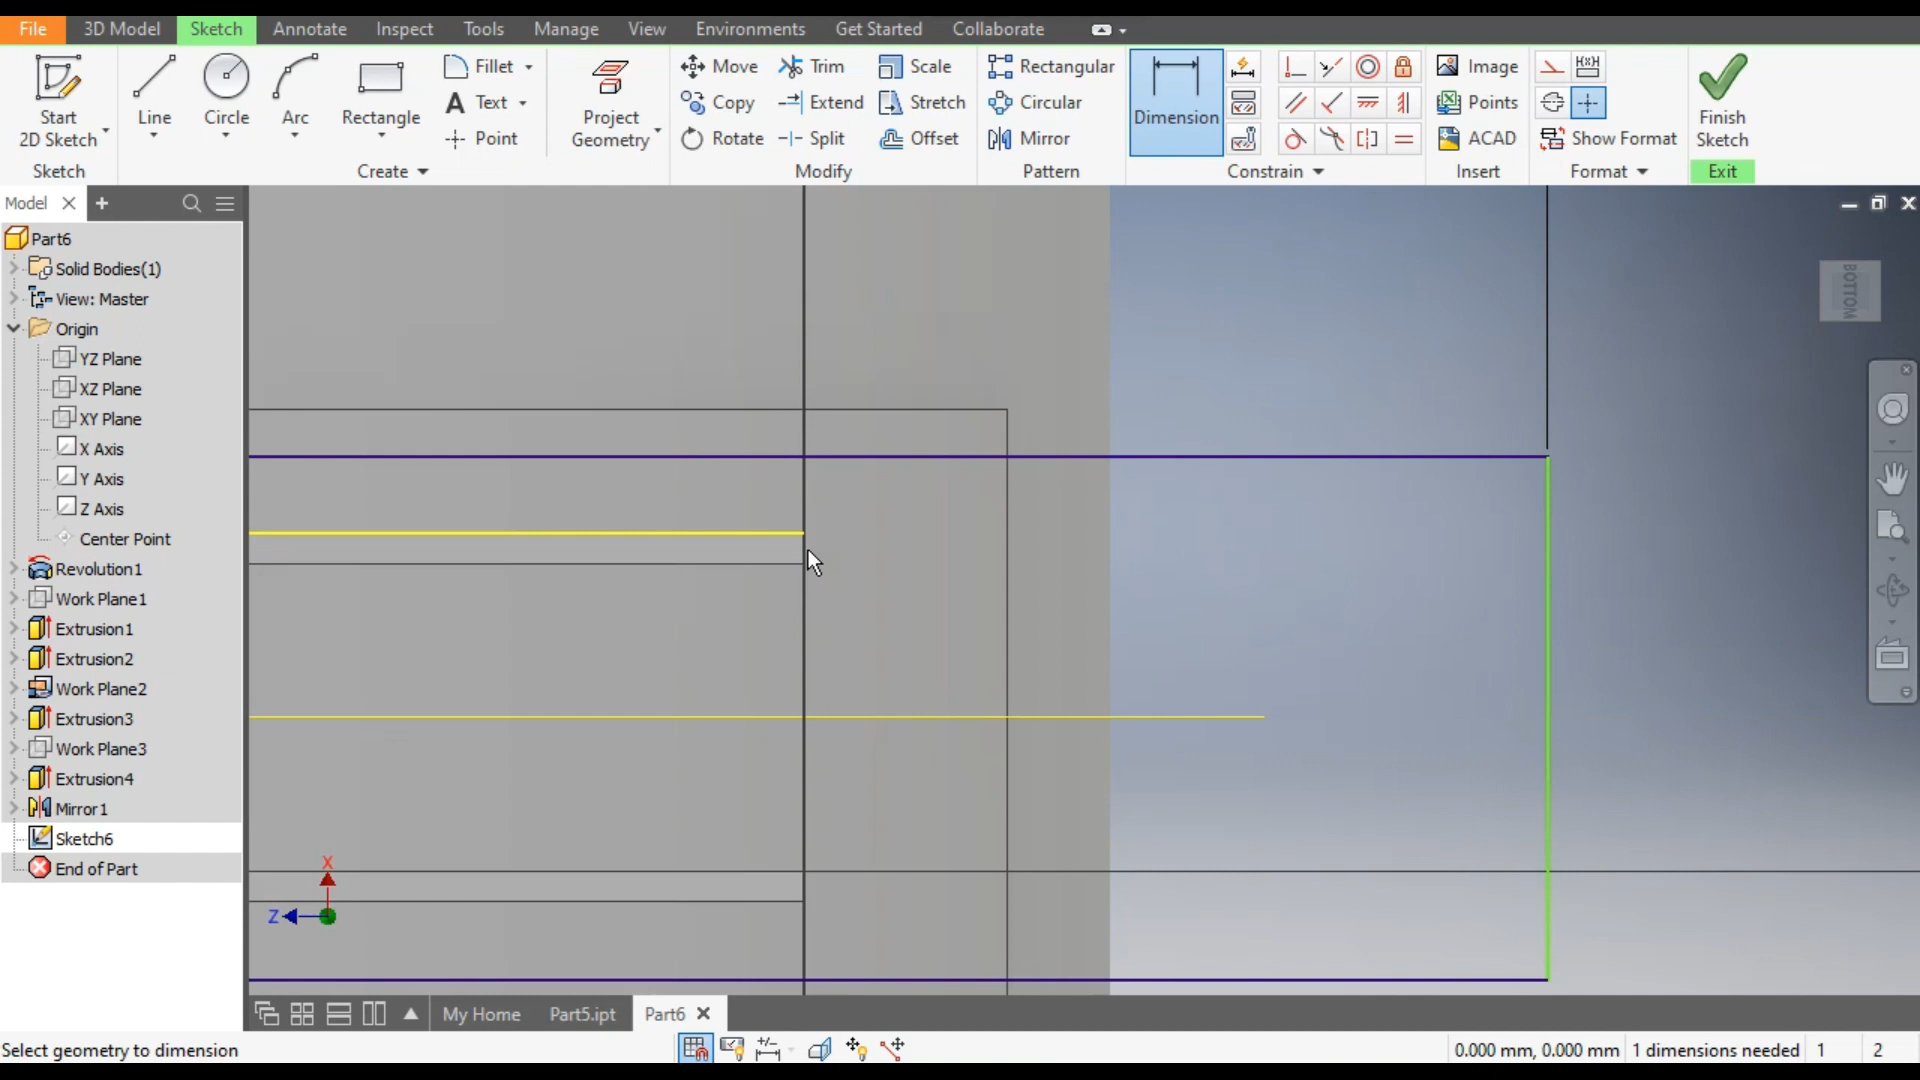 File 3D Model Sketch Annotate Inspect Tools Manage View Environments Get Started Collaborate
Start
2D Sketch
Line
Circle
Arc
Rectangle
Fillet
Text
Point
Project
Geometry
Move
Copy
Rotate
Trim
Extend
Split
Scale
Stretch
Offset
Rectangular
Circular
Mirror
Dimension
Image
Points
ACAD
Show Format
Finish
Sketch
Sketch Create Modify Pattern Constrain Insert Format Exit
Model
Part6
Solid Bodies(1)
View: Master
Origin
YZ Plane
XZ Plane
XY Plane
X Axis
Y Axis
Z Axis
Center Point
Revolution1
Work Plane1
Extrusion1
Extrusion2
Work Plane2
Extrusion3
Work Plane3
Extrusion4
Mirror1
Sketch6
End of Part
BOTTOM
X
Z
My Home Part5.ipt Part6
Select geometry to dimension
0.000 mm, 0.000 mm 1 dimensions needed 1 2